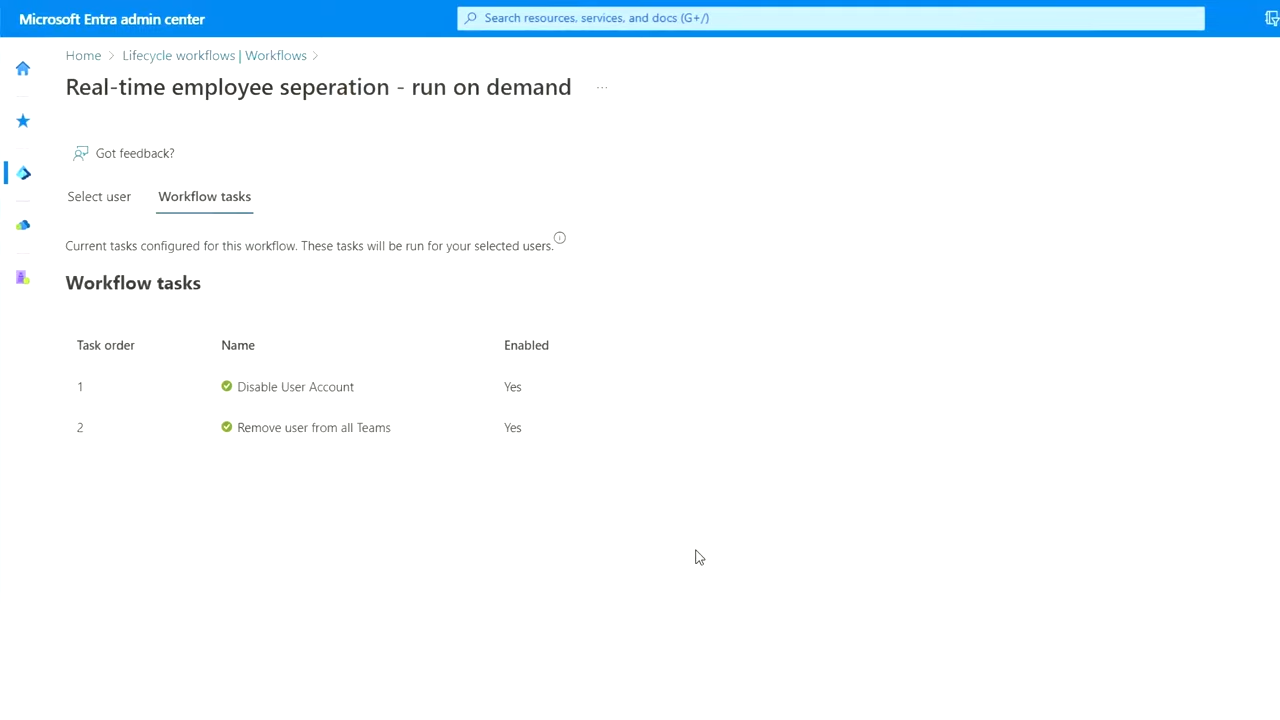 Microsoft Entra admin center
Search resources, services, and docs (G+/)
Home > Lifecycle workflows | Workflows >
Real-time employee seperation - run on demand ...
Got feedback?
Select user Workflow tasks
Current tasks configured for this workflow. These tasks will be run for your selected users.
Workflow tasks
Task order Name Enabled
1 Disable User Account Yes
2 Remove user from all Teams Yes